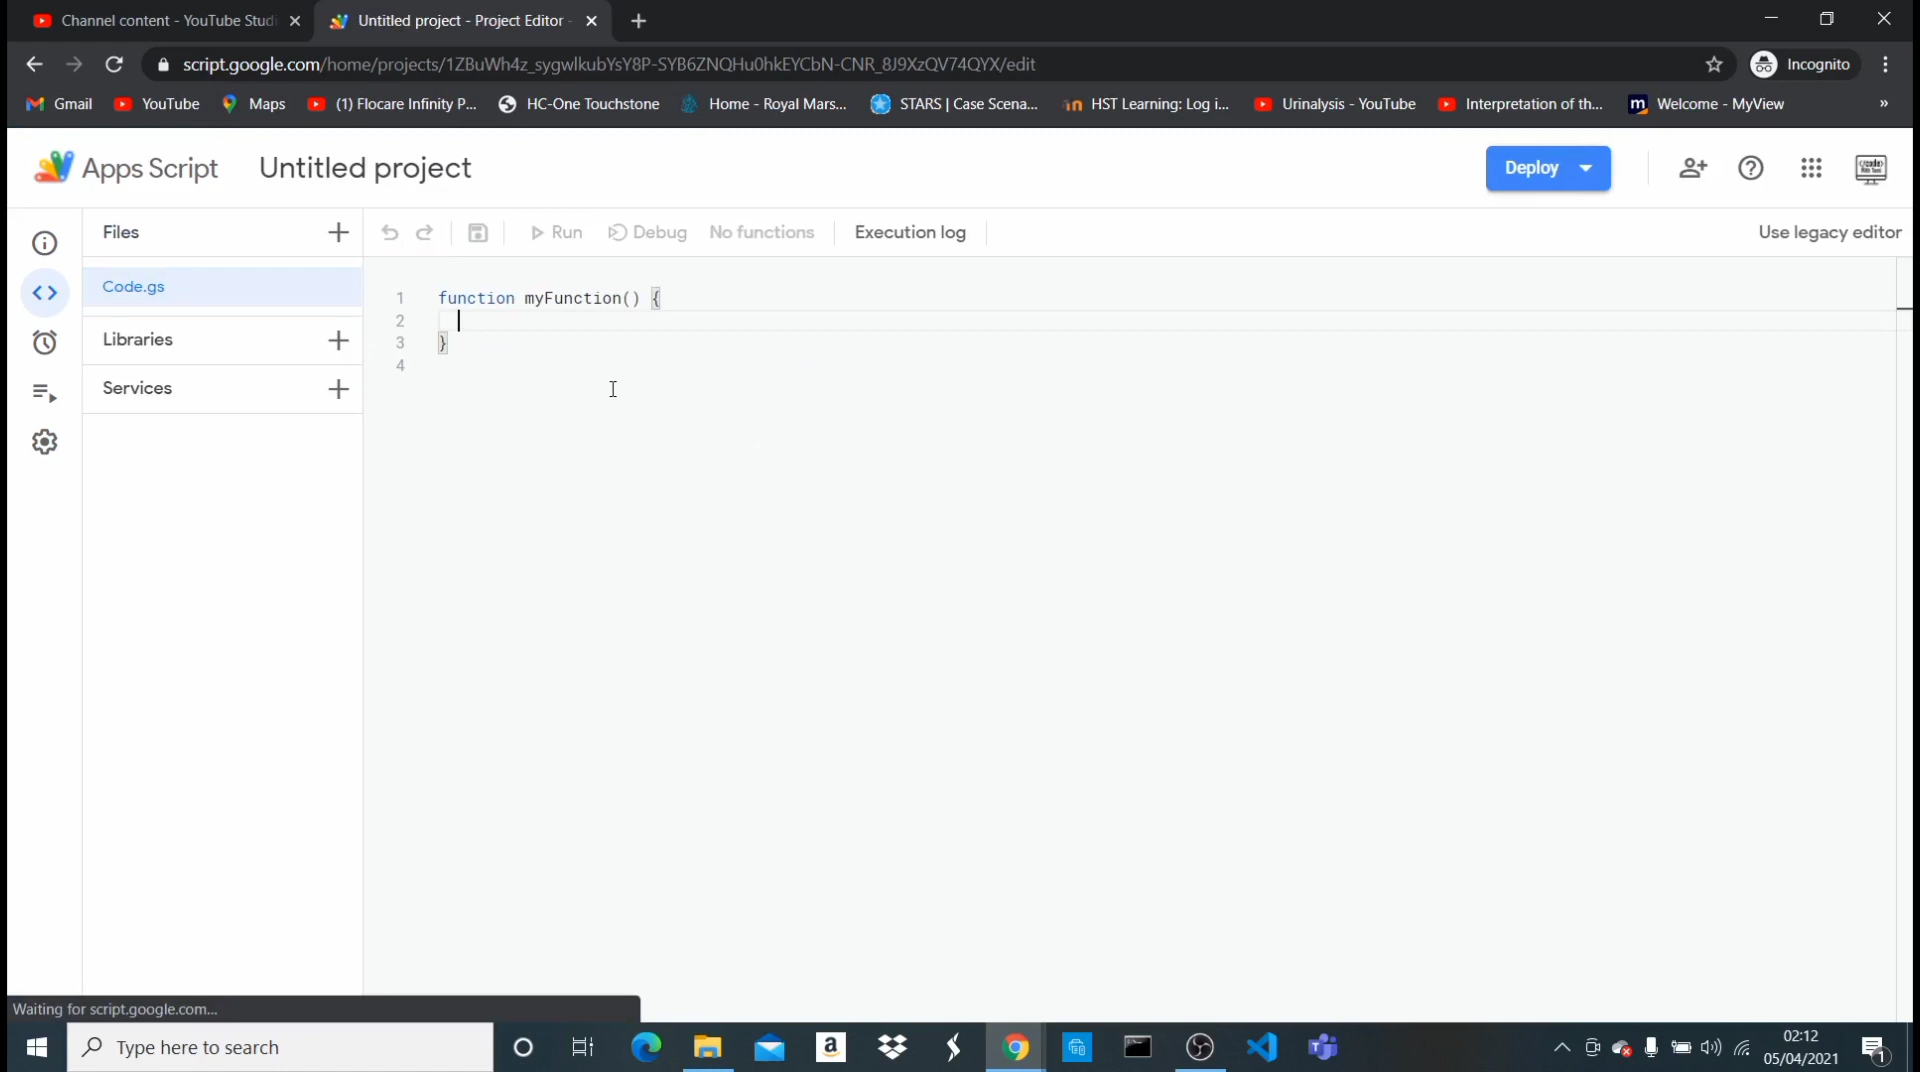 Channel content - YouTube Studi
Untitled project - Project Editor -
script.google.com/home/projects/1ZBuWh4z_sygwlkubYsY8P-SYB6ZNQHu0hkEYCbN-CNR_8J9XzQV74QYX/edit
Incognito
Gmail
YouTube
Maps
(1) Flocare Infinity P...
HC-One Touchstone
Home - Royal Mars...
STARS | Case Scena...
HST Learning: Log i...
Urinalysis - YouTube
Interpretation of th...
Welcome - MyView
»
Apps Script
Untitled project
Deploy
Files
Run
Debug
No functions
Execution log
Use legacy editor
Code.gs
Libraries
Services
1 function myFunction() {
2
3 }
4
Waiting for script.google.com...
Type here to search
02:12
05/04/2021
1